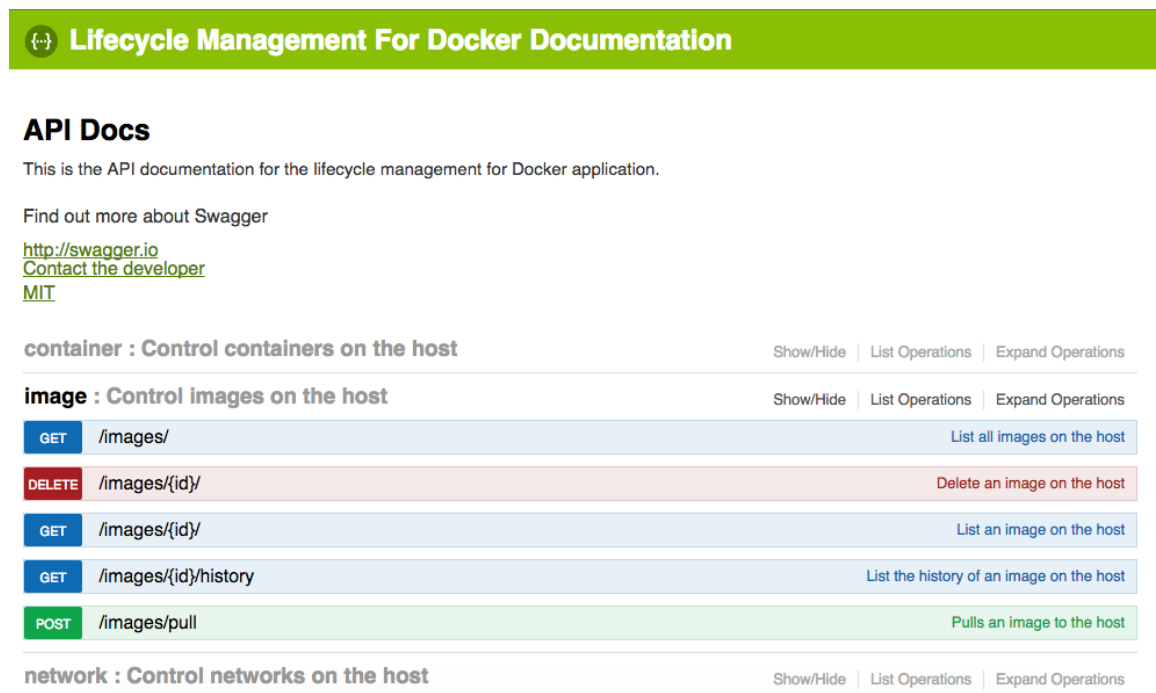 {···} Lifecycle Management For Docker Documentation
API Docs
This is the API documentation for the lifecycle management for Docker application.
Find out more about Swagger
http://swagger.io
Contact the developer
MIT
container : Control containers on the host Show/Hide List Operations Expand Operations
image : Control images on the host Show/Hide List Operations Expand Operations
GET /images/ List all images on the host
DELETE /images/{id}/ Delete an image on the host
GET /images/{id}/ List an image on the host
GET /images/{id}/history List the history of an image on the host
POST /images/pull Pulls an image to the host
network : Control networks on the host Show/Hide List Operations Expand Operations